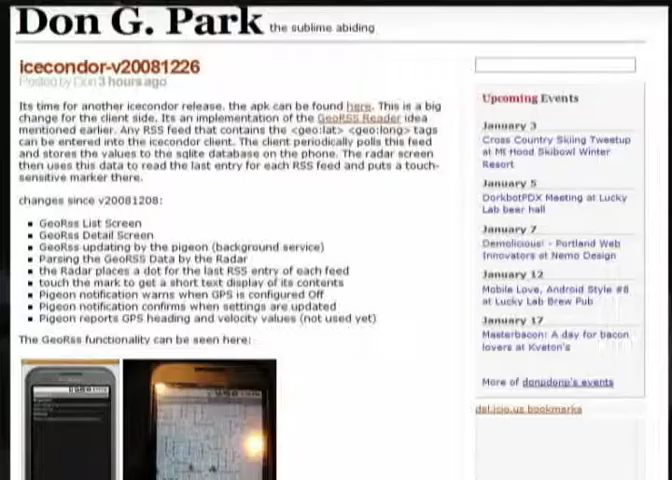 Don G. Park the sublime abiding
icecondor-v20081226
Posted by Don 3 hours ago
Its time for another icecondor release. the apk can be found here. This is a big
change for the client side. Its an implementation of the GeoRSS Reader idea
mentioned earlier. Any RSS feed that contains the <geo:lat> <geo:long> tags
can be entered into the icecondor client. The client periodically polls this feed
and stores the values to the sqlite database on the phone. The radar screen
then uses this data to read the last entry for each RSS feed and puts a touch-
sensitive marker there.
changes since v20081208:
GeoRss List Screen
GeoRss Detail Screen
GeoRss updating by the pigeon (background service)
Parsing the GeoRSS Data by the Radar
the Radar places a dot for the last RSS entry of each feed
touch the mark to get a short text display of its contents
Pigeon notification warns when GPS is configured Off
Pigeon notification confirms when settings are updated
Pigeon reports GPS heading and velocity values (not used yet)
The GeoRss functionality can be seen here:
Upcoming Events
January 3
Cross Country Skiing Tweetup
at Mt Hood Skibowl Winter
Resort
January 5
DorkbotPDX Meeting at Lucky
Lab beer hall
January 7
Demolicious! - Portland Web
Innovators at Nemo Design
January 12
Mobile Love, Android Style #8
at Lucky Lab Brew Pub
January 17
Masterbacon: A day for bacon
lovers at Kveton's
More of donpdonp's events
del.icio.us bookmarks